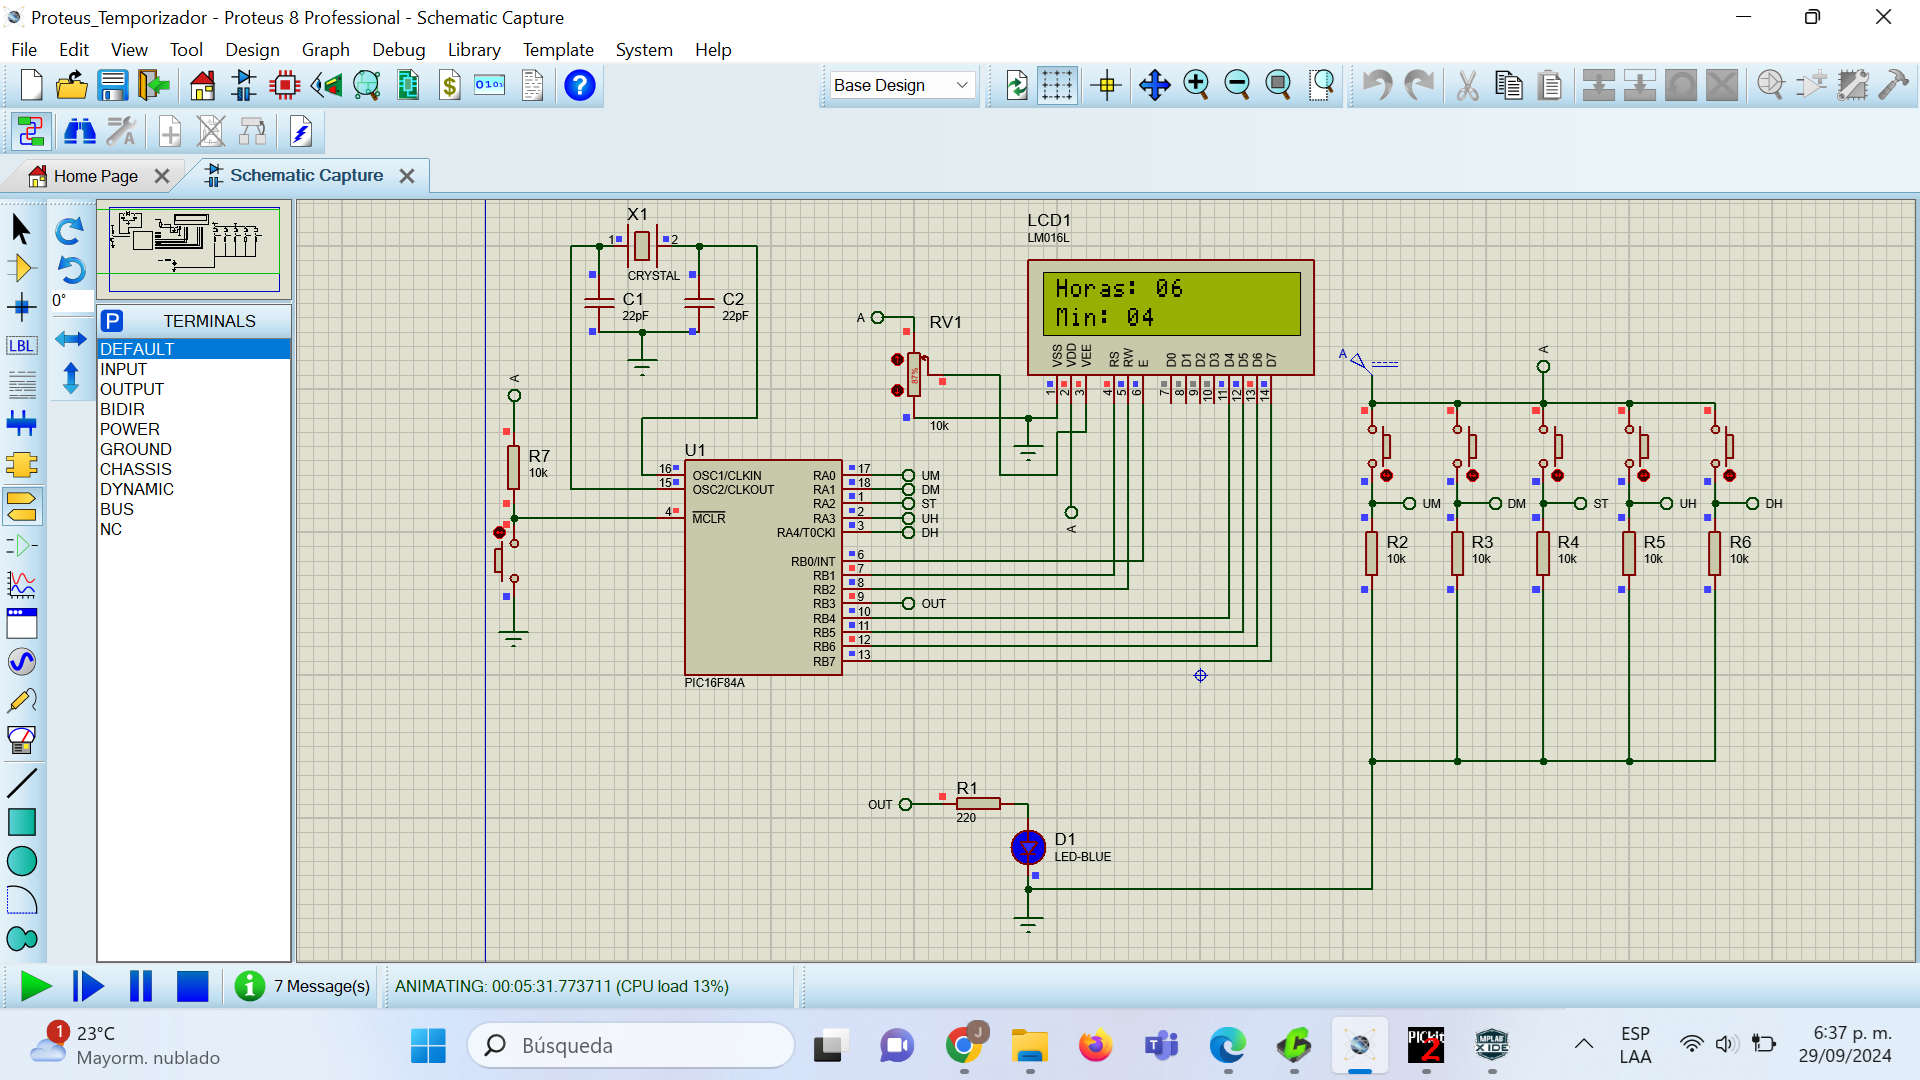 Proteus_Temporizador - Proteus 8 Professional - Schematic Capture
File Edit View Tool Design Graph Debug Library Template System Help
Base Design
Home Page
Schematic Capture
0°
P TERMINALS
LBL
DEFAULT
INPUT
OUTPUT
BIDIR
POWER
GROUND
CHASSIS
DYNAMIC
BUS
NC
X1
1 2
CRYSTAL
C1
22pF
C2
22pF
A
R7
10k
U1
16 OSC1/CLKIN
15 OSC2/CLKOUT
4 MCLR
RA0 17 UM
RA1 18 DM
RA2 1 ST
RA3 2 UH
RA4/T0CKI 3 DH
RB0/INT 6
RB1 7
RB2 8
RB3 9 OUT
RB4 10
RB5 11
RB6 12
RB7 13
PIC16F84A
A
RV1
87%
10k
LCD1
LM016L
Horas: 06
Min: 04
VSS VDD VEE RS RW E D0 D1 D2 D3 D4 D5 D6 D7
1 2 3 4 5 6 7 8 9 10 11 12 13 14
A
A
A
UM DM ST UH DH
R2 R3 R4 R5 R6
10k 10k 10k 10k 10k
OUT
R1
220
D1
LED-BLUE
7 Message(s)
ANIMATING: 00:05:31.773711 (CPU load 13%)
1
23°C
Mayorm. nublado
Búsqueda
J
PICkit
2
MPLAB
X IDE
ESP
LAA
6:37 p. m.
29/09/2024